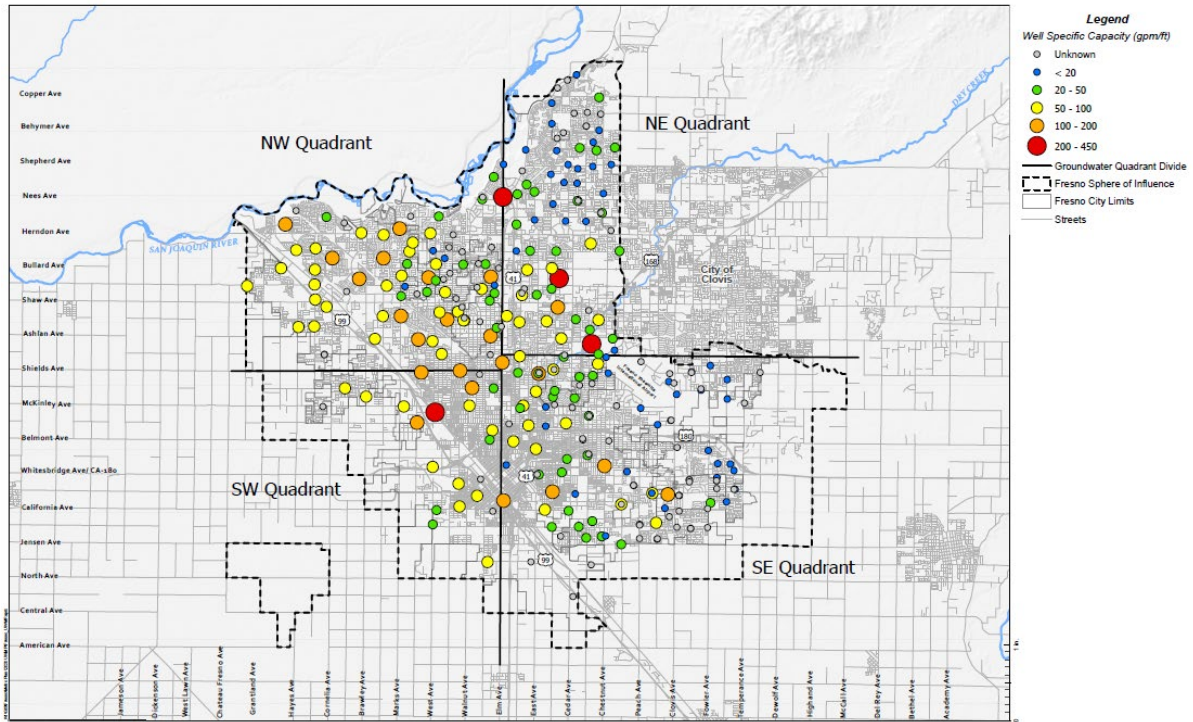 Legend
Well Specific Capacity (gpm/ft)
Unknown
< 20
20 - 50
50 - 100
100 - 200
200 - 450
Groundwater Quadrant Divide
Fresno Sphere of Influence
Fresno City Limits
Streets
NW Quadrant
NE Quadrant
SW Quadrant
SE Quadrant
SAN JOAQUIN RIVER
DRY CREEK
City of
Clovis
168
41
99
180
41
99
Copper Ave
Behymer Ave
Shepherd Ave
Nees Ave
Herndon Ave
Bullard Ave
Shaw Ave
Ashlan Ave
Shields Ave
McKinley Ave
Belmont Ave
Whitesbridge Ave/ CA-180
California Ave
Jensen Ave
North Ave
Central Ave
American Ave
Jameson Ave
Dickenson Ave
West Lawn Ave
Chateau Fresno Ave
Grantland Ave
Hayes Ave
Cornelia Ave
Brawley Ave
Marks Ave
West Ave
Walnut Ave
Elm Ave
East Ave
Cedar Ave
Chestnut Ave
Peach Ave
Clovis Ave
Fowler Ave
Temperance Ave
Dewolf Ave
Highland Ave
McCall Ave
Del Rey Ave
Bethel Ave
Academy Ave